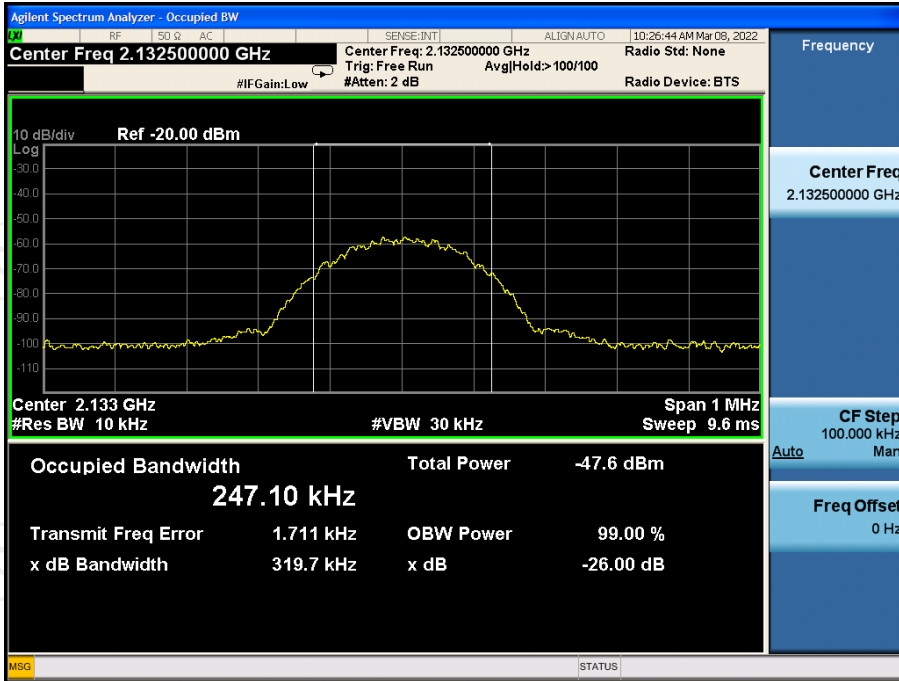 Agilent Spectrum Analyzer - Occupied BW
LXI RF 50 Ω AC SENSE:INT ALIGN AUTO 10:26:44 AM Mar 08, 2022
Center Freq 2.132500000 GHz
Center Freq: 2.132500000 GHz
Radio Std: None
Trig: Free Run Avg|Hold:> 100/100
#IFGain:Low
#Atten: 2 dB
Radio Device: BTS
10 dB/div Ref -20.00 dBm
Log
-30.0
-40.0
-50.0
-60.0
-70.0
-80.0
-90.0
-100
-110
Center 2.133 GHz Span 1 MHz
#Res BW 10 kHz #VBW 30 kHz Sweep 9.6 ms
Occupied Bandwidth Total Power -47.6 dBm
247.10 kHz
Transmit Freq Error 1.711 kHz OBW Power 99.00 %
x dB Bandwidth 319.7 kHz x dB -26.00 dB
MSG STATUS
Frequency
Center Freq
2.132500000 GHz
CF Step
100.000 kHz
Auto Man
Freq Offset
0 Hz